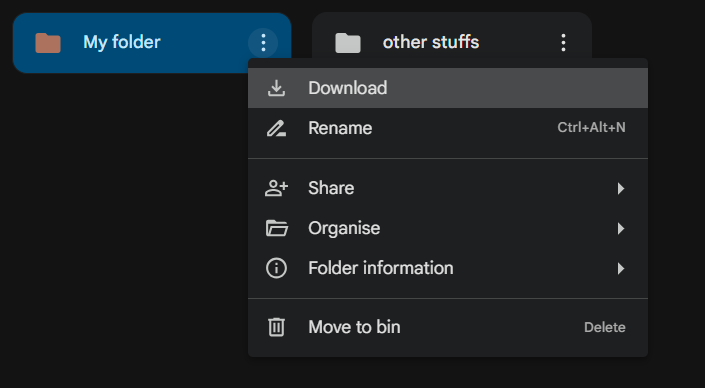 My folder
other stuffs
Download
Rename Ctrl+Alt+N
Share
Organise
Folder information
Move to bin Delete